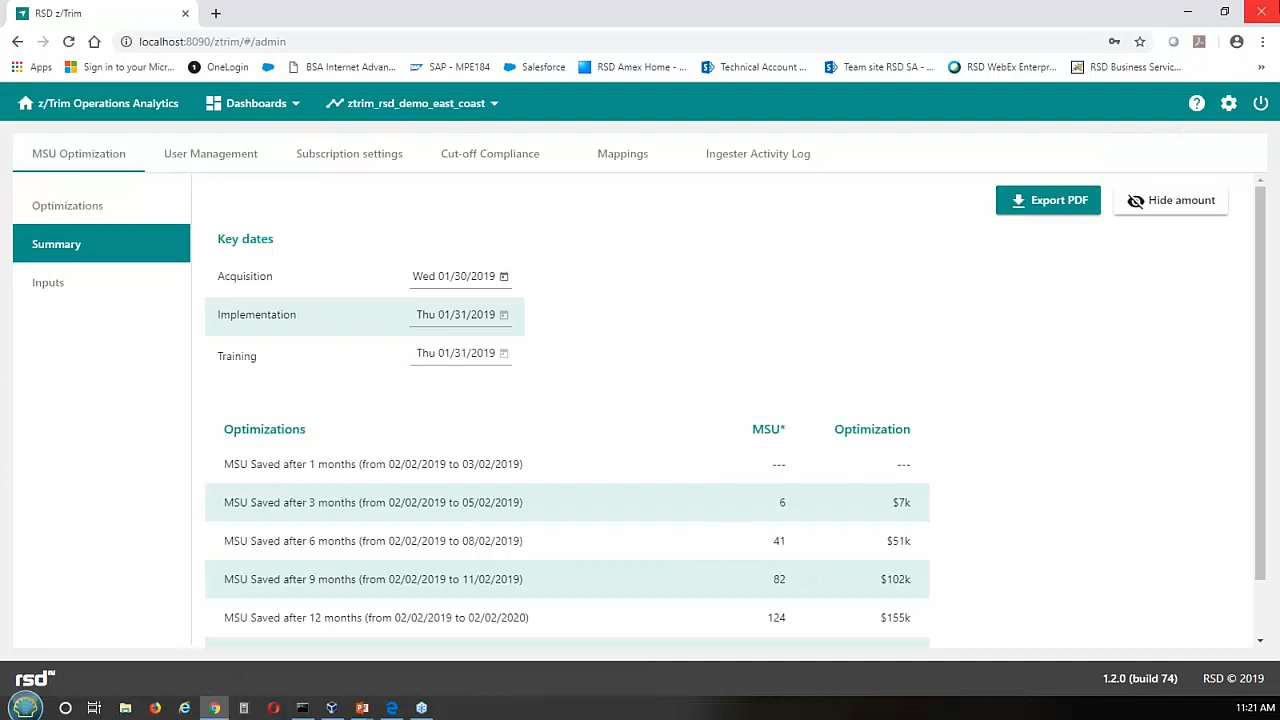 RSD z/Trim
localhost:8090/ztrim/#/admin
Apps Sign in to your Micr... OneLogin BSA Internet Advan... SAP - MPE184 Salesforce RSD Amex Home - ... Technical Account ... Team site RSD SA - ... RSD WebEx Enterpr... RSD Business Servic... »
z/Trim Operations Analytics Dashboards ztrim_rsd_demo_east_coast
MSU Optimization User Management Subscription settings Cut-off Compliance Mappings Ingester Activity Log
Optimizations
Summary
Inputs
Export PDF Hide amount
Key dates
Acquisition Wed 01/30/2019
Implementation Thu 01/31/2019
Training Thu 01/31/2019
Optimizations MSU* Optimization
MSU Saved after 1 months (from 02/02/2019 to 03/02/2019) --- ---
MSU Saved after 3 months (from 02/02/2019 to 05/02/2019) 6 $7k
MSU Saved after 6 months (from 02/02/2019 to 08/02/2019) 41 $51k
MSU Saved after 9 months (from 02/02/2019 to 11/02/2019) 82 $102k
MSU Saved after 12 months (from 02/02/2019 to 02/02/2020) 124 $155k
rsd 1.2.0 (build 74) RSD © 2019
11:21 AM